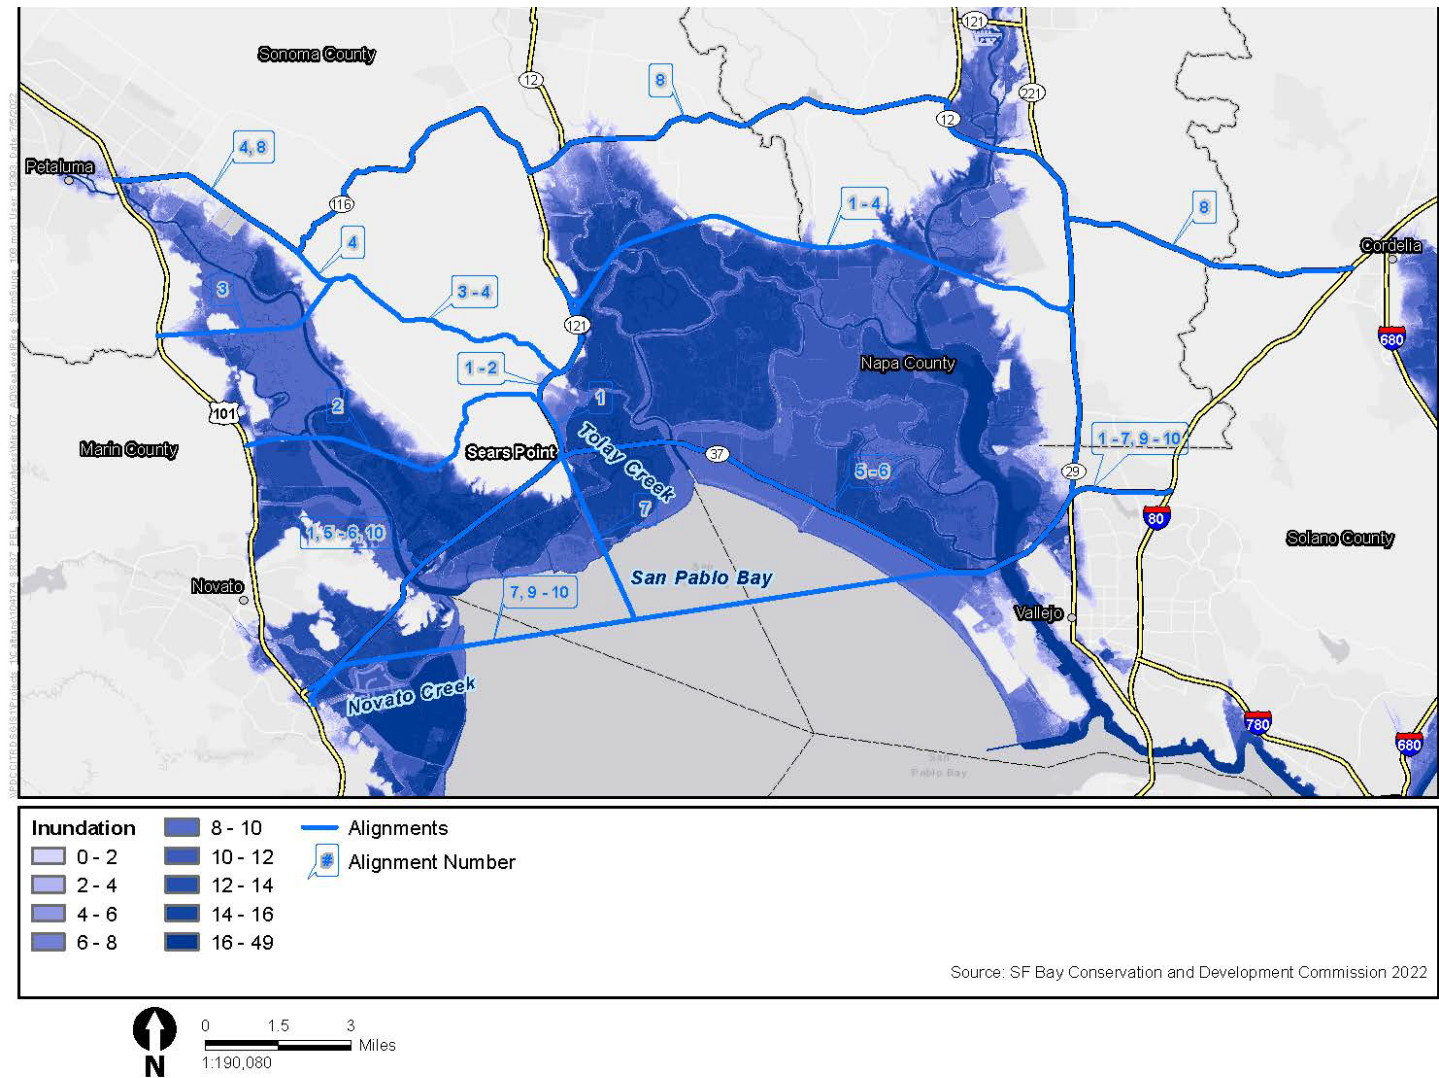 121
Sonoma County
12
8
221
12
4, 8
Petaluma
116
1 - 4
8
4
Cordelia
3
3 - 4
121
680
Napa County
1 - 2
1
2
101
Marin County
Sears Point
Tolay Creek
37
1 - 7, 9 - 10
29
5 - 6
7
80
1, 5 - 6, 10
Solano County
San Pablo Bay
Novato
7, 9 - 10
Vallejo
Novato Creek
780
680
San
Pablo Bay
Inundation
0 - 2
2 - 4
4 - 6
6 - 8
8 - 10
10 - 12
12 - 14
14 - 16
16 - 49
Alignments
# Alignment Number
Source: SF Bay Conservation and Development Commission 2022
0 1.5 3
Miles
1:190,080
N